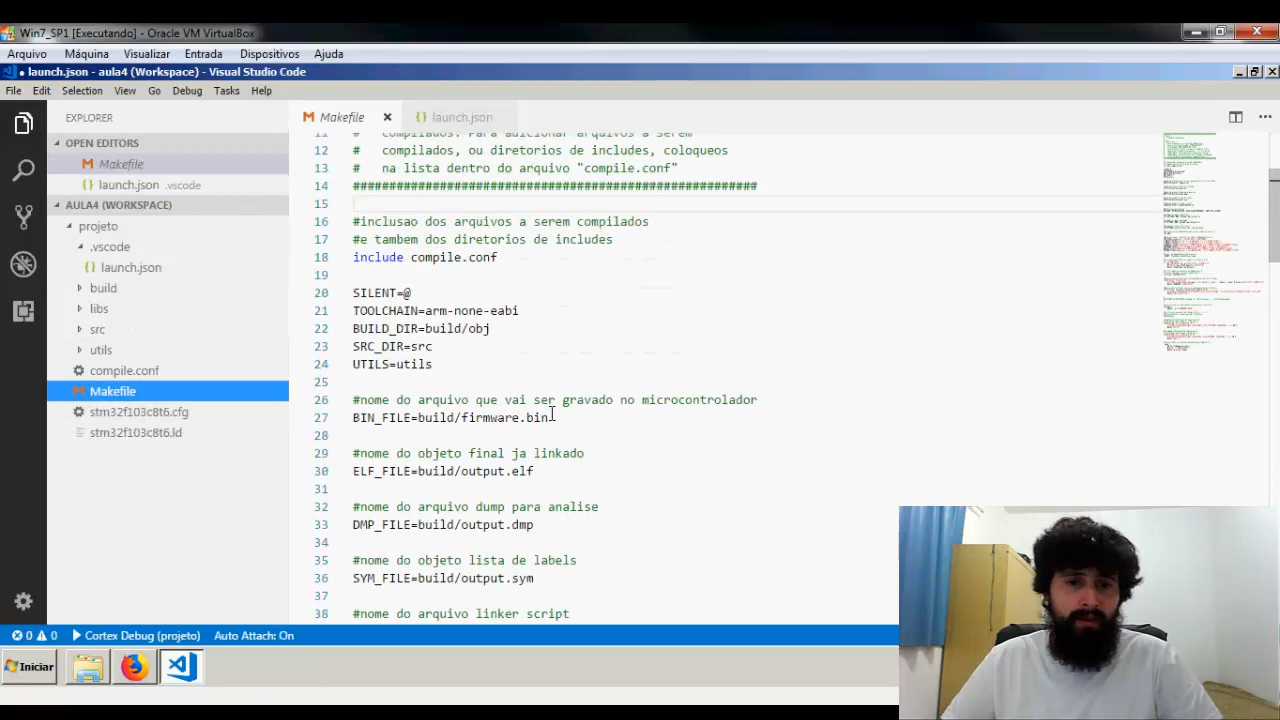 Win7_SP1 [Executando] - Oracle VM VirtualBox
Arquivo Máquina Visualizar Entrada Dispositivos Ajuda
● launch.json - aula4 (Workspace) - Visual Studio Code
File Edit Selection View Go Debug Tasks Help
EXPLORER
Makefile
launch.json
OPEN EDITORS
Makefile
launch.json .vscode
AULA4 (WORKSPACE)
projeto
.vscode
launch.json
build
libs
src
utils
compile.conf
Makefile
stm32f103c8t6.cfg
stm32f103c8t6.ld
11 # compilados. Para adicionar arquivos a serem
12 # compilados, ou diretorios de includes, coloqueos
13 # na lista dentro do arquivo "compile.conf"
14 ########################################################
15
16 #inclusao dos arquivos a serem compilados
17 #e tambem dos diretorios de includes
18 include compile.conf
19
20 SILENT=@
21 TOOLCHAIN=arm-none-eabi
22 BUILD_DIR=build/obj
23 SRC_DIR=src
24 UTILS=utils
25
26 #nome do arquivo que vai ser gravado no microcontrolador
27 BIN_FILE=build/firmware.bin
28
29 #nome do objeto final ja linkado
30 ELF_FILE=build/output.elf
31
32 #nome do arquivo dump para analise
33 DMP_FILE=build/output.dmp
34
35 #nome do objeto lista de labels
36 SYM_FILE=build/output.sym
37
38 #nome do arquivo linker script
0 0 Cortex Debug (projeto) Auto Attach: On
Iniciar